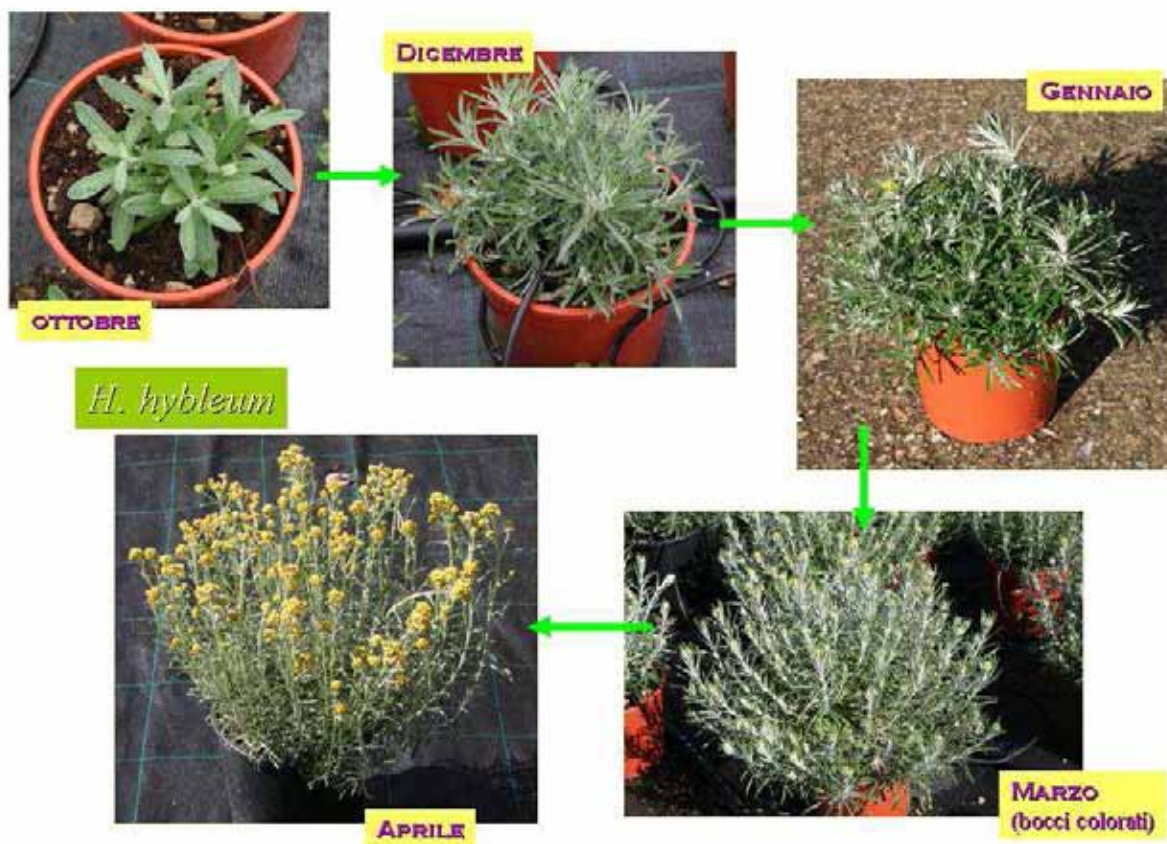 OTTOBRE
DICEMBRE
GENNAIO
H. hybleum
APRILE
MARZO
(bocci colorati)